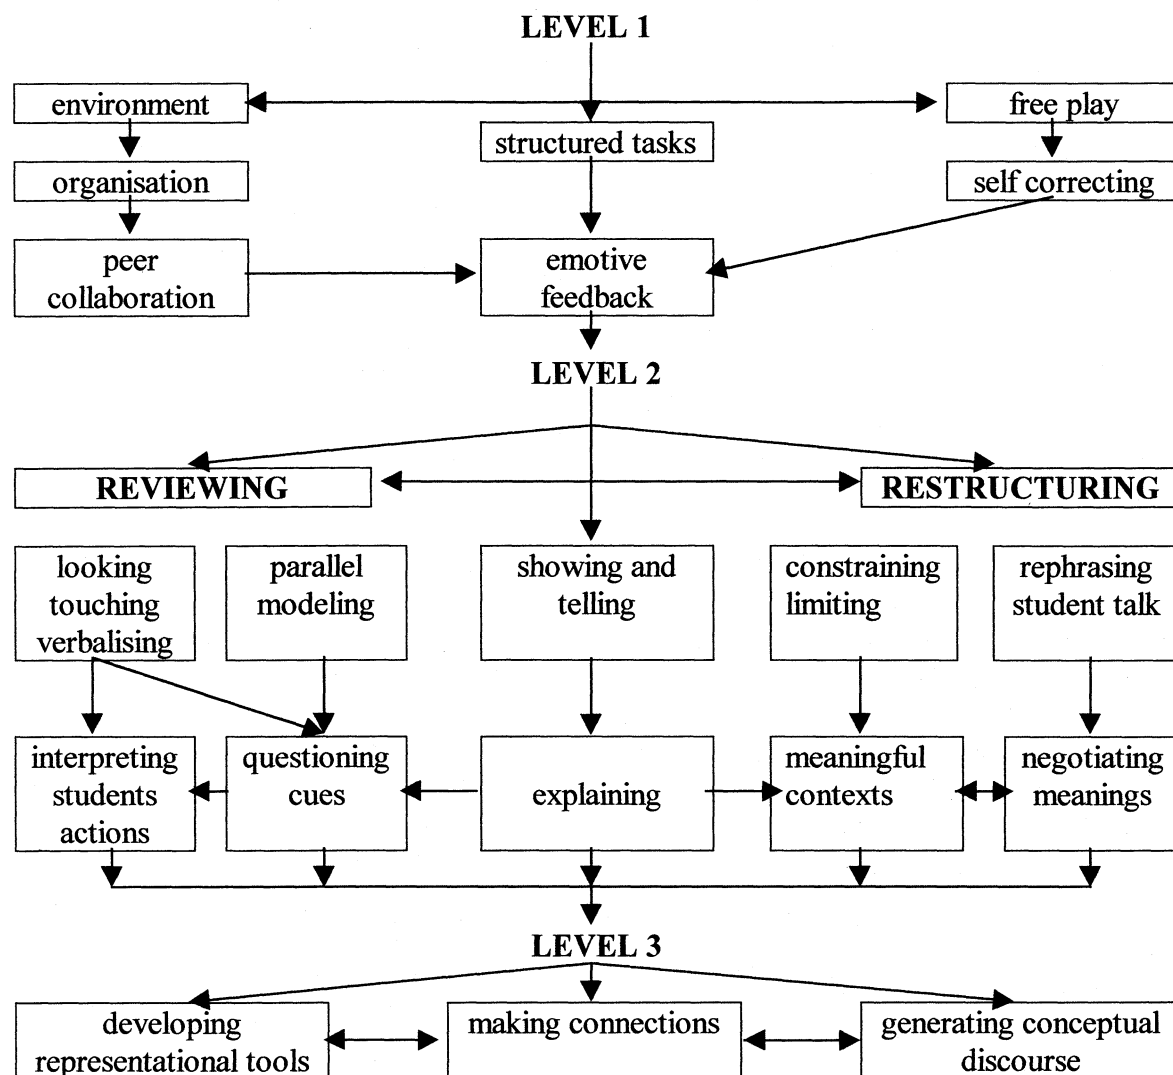 LEVEL 1
environment
free play
structured tasks
organisation
self correcting
peer
collaboration
emotive
feedback
LEVEL 2
REVIEWING
RESTRUCTURING
looking
touching
verbalising
parallel
modeling
showing and
telling
constraining
limiting
rephrasing
student talk
interpreting
students
actions
questioning
cues
explaining
meaningful
contexts
negotiating
meanings
LEVEL 3
developing
representational tools
making connections
generating conceptual
discourse